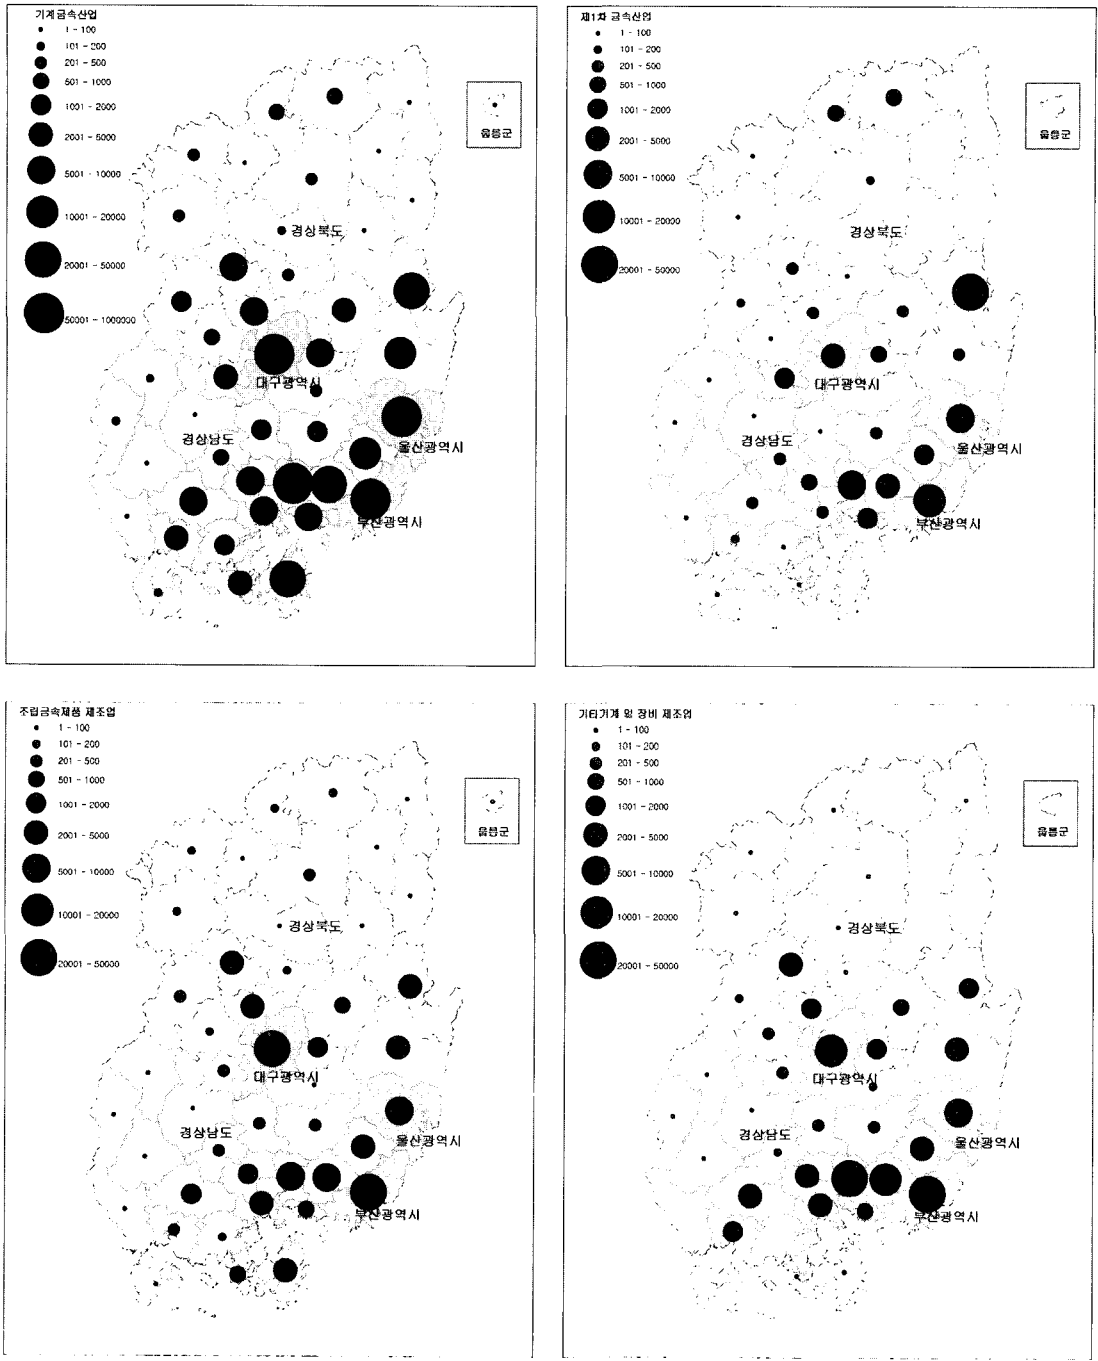 기계금속산업
1 - 100
101 - 200
201 - 500
501 - 1000
1001 - 2000
2001 - 5000
5001 - 10000
10001 - 20000
20001 - 50000
50001 - 1000000
울릉군
경상북도
대구광역시
경상남도
울산광역시
부산광역시
제1차 금속산업
1 - 100
101 - 200
201 - 500
501 - 1000
1001 - 2000
2001 - 5000
5001 - 10000
10001 - 20000
20001 - 50000
울릉군
경상북도
대구광역시
경상남도
울산광역시
부산광역시
조립금속제품 제조업
1 - 100
101 - 200
201 - 500
501 - 1000
1001 - 2000
2001 - 5000
5001 - 10000
10001 - 20000
20001 - 50000
울릉군
경상북도
대구광역시
경상남도
울산광역시
부산광역시
기타기계 및 장비 제조업
1 - 100
101 - 200
201 - 500
501 - 1000
1001 - 2000
2001 - 5000
5001 - 10000
10001 - 20000
20001 - 50000
울릉군
경상북도
대구광역시
경상남도
울산광역시
부산광역시